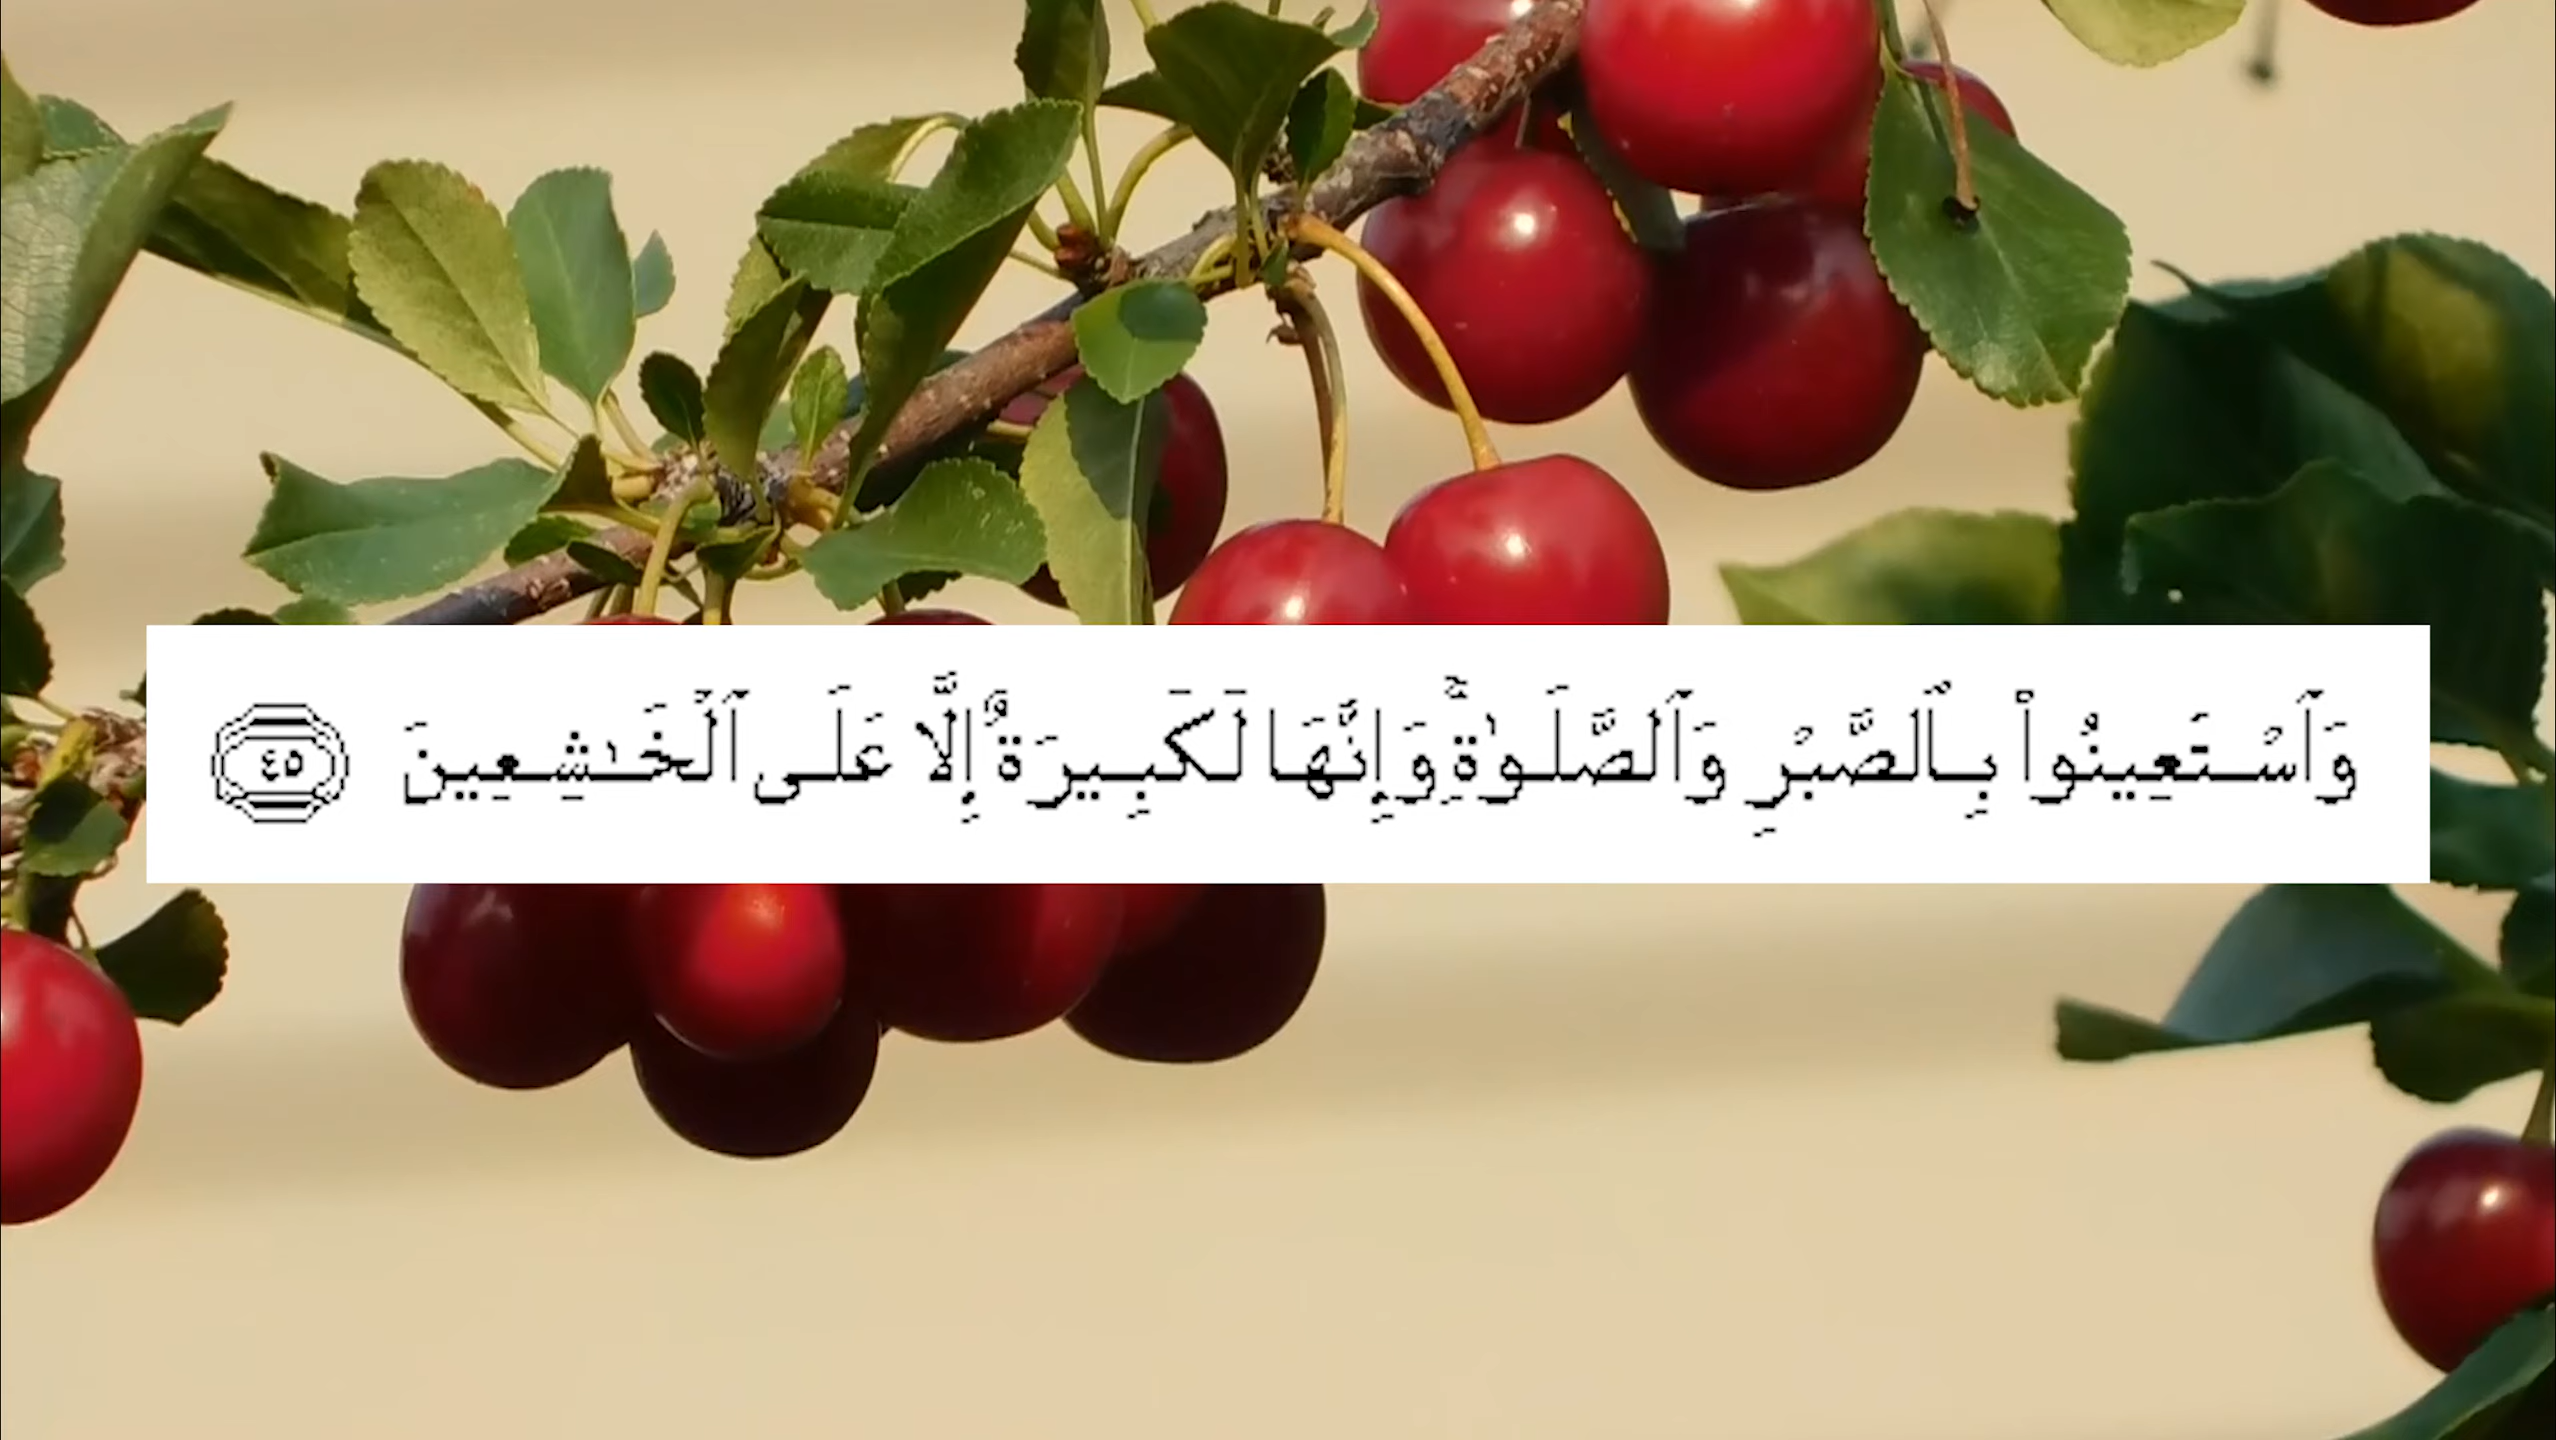 وَٱسْتَعِينُوا۟ بِٱلصَّبْرِ وَٱلصَّلَوٰةِ ۚ وَإِنَّهَا لَكَبِيرَةٌ إِلَّا عَلَى ٱلْخَـٰشِعِينَ ٤٥